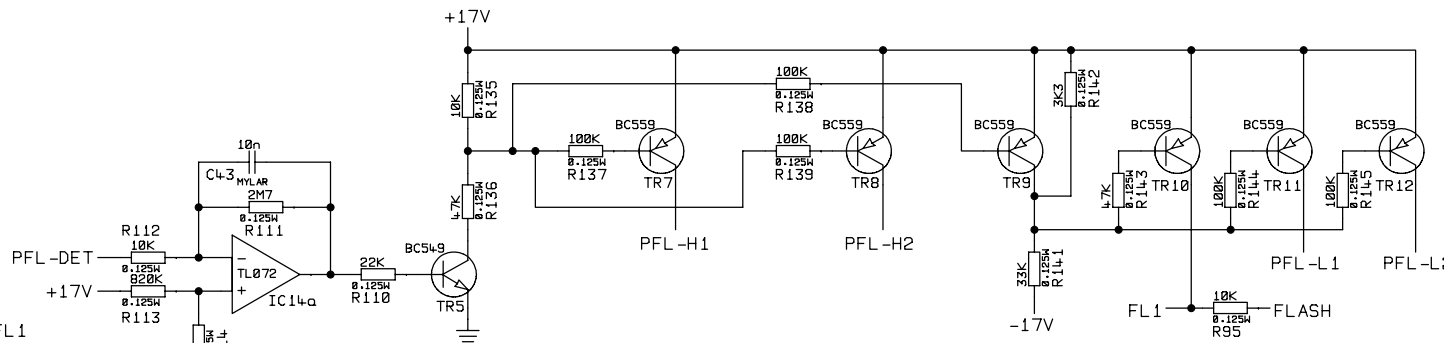 +17V
10K
0.125W
R135
100K
0.125W
R138
3K3
0.125W
R142
BC559
TR7
BC559
TR8
BC559
TR9
BC559
TR10
BC559
TR11
BC559
TR12
100K
0.125W
R137
100K
0.125W
R139
47K
0.125W
R136
47K
0.125W
R143
100K
0.125W
R144
100K
0.125W
R145
10n
C43
MYLAR
2M7
0.125W
R111
R112
10K
0.125W
PFL-DET
820K
0.125W
R113
+17V
-
+
TL072
IC14a
22K
0.125W
R110
BC549
TR5
PFL-H1
PFL-H2
33K
0.125W
R141
-17V
PFL-L1
FL1
10K
0.125W
R95
FLASH